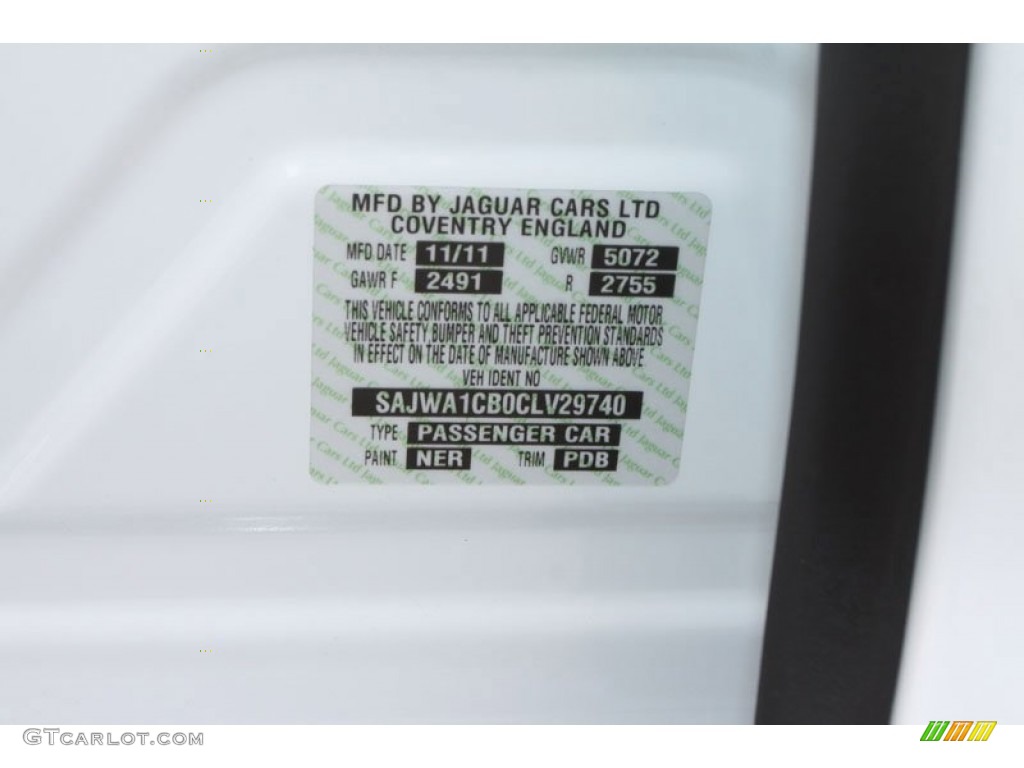 MFD BY JAGUAR CARS LTD
COVENTRY ENGLAND
MFD DATE 11/11 GVWR 5072
GAWR F 2491 R 2755
THIS VEHICLE CONFORMS TO ALL APPLICABLE FEDERAL MOTOR
VEHICLE SAFETY, BUMPER AND THEFT PREVENTION STANDARDS
IN EFFECT ON THE DATE OF MANUFACTURE SHOWN ABOVE
VEH IDENT NO
SAJWA1CB0CLV29740
TYPE PASSENGER CAR
PAINT NER TRIM PDB
GTCARLOT.COM